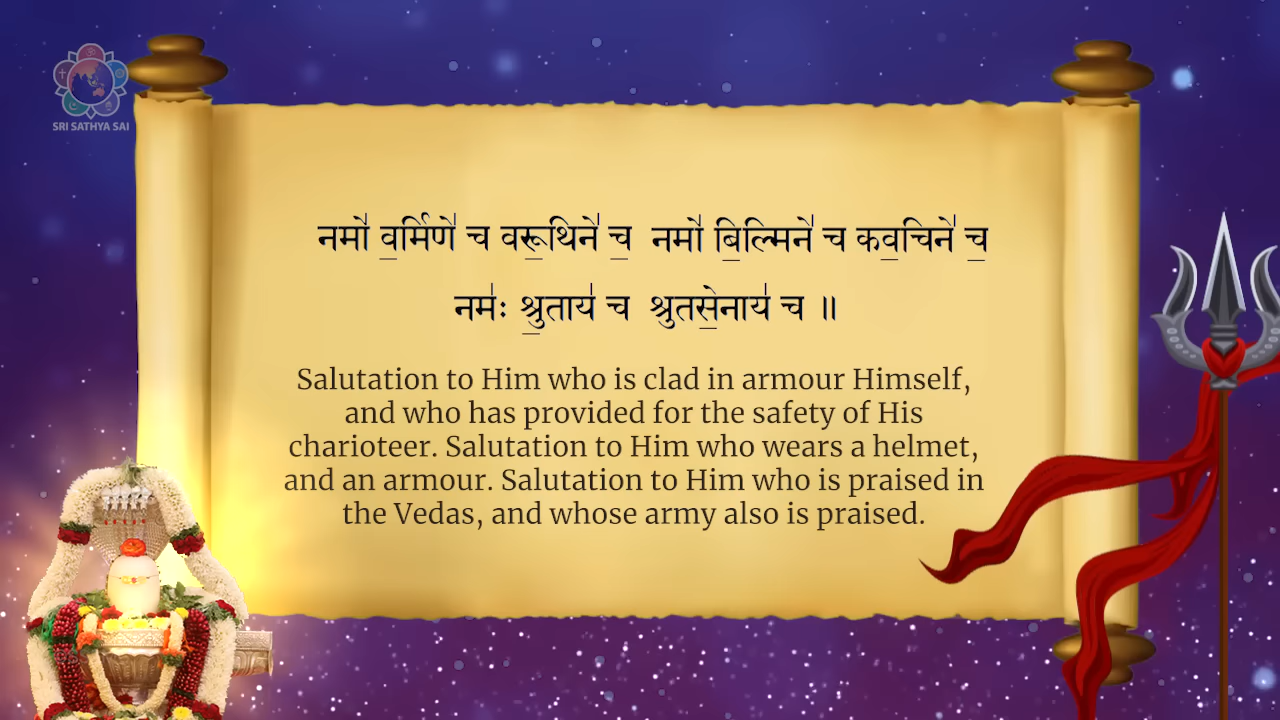 SRI SATHYA SAI
नमो॑ व॒र्मिणे॑ च वरू॒थिने॑ च॒ नमो॑ बि॒ल्मिने॑ च कव॒चिने॑ च॒
नम॑ः श्रु॒ताय॑ च श्रुतसे॒नाय॑ च ॥
Salutation to Him who is clad in armour Himself,
and who has provided for the safety of His
charioteer. Salutation to Him who wears a helmet,
and an armour. Salutation to Him who is praised in
the Vedas, and whose army also is praised.